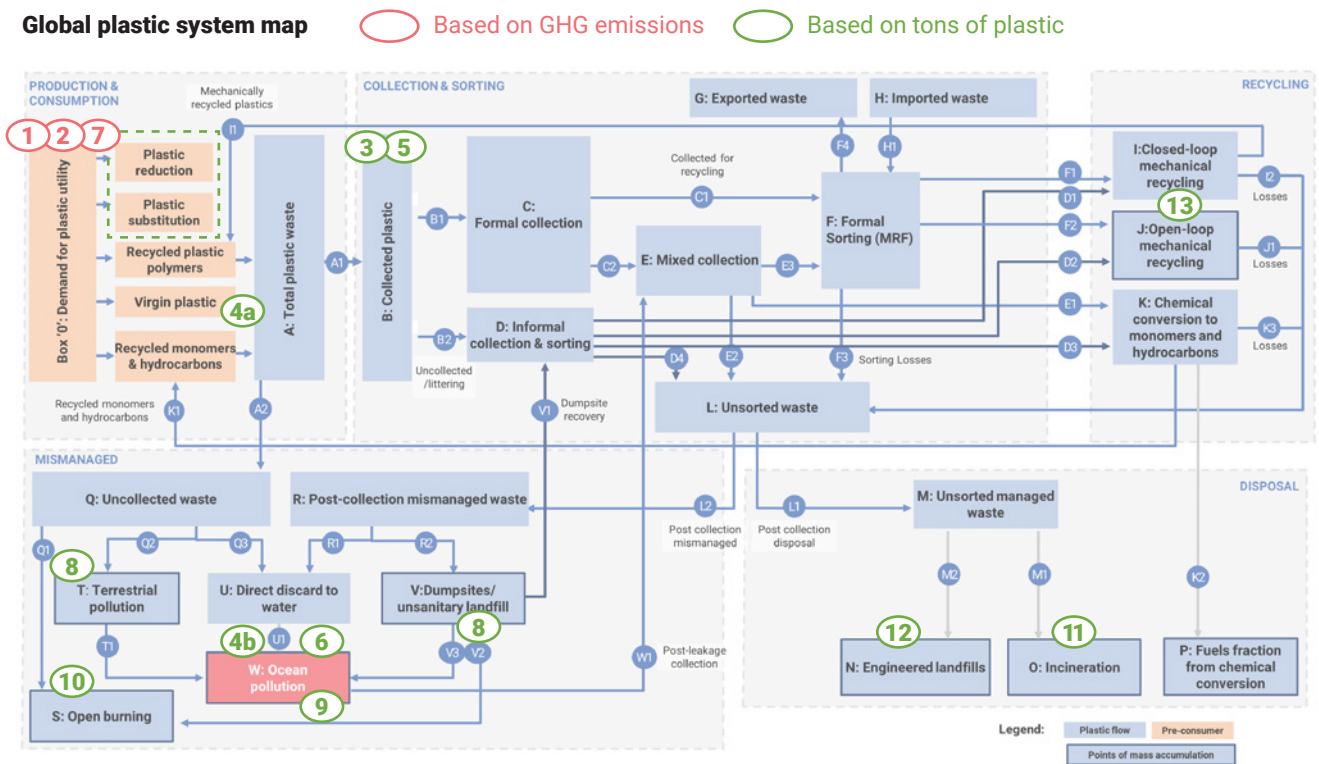 Global plastic system map
Based on GHG emissions
Based on tons of plastic
PRODUCTION &
CONSUMPTION
Mechanically
recycled plastics
1
2
7
I1
Box ‘0’: Demand for plastic utility
Plastic
reduction
Plastic
substitution
Recycled plastic
polymers
Virgin plastic
4a
Recycled monomers
& hydrocarbons
Recycled monomers
and hydrocarbons
K1
A: Total plastic waste
A1
A2
COLLECTION & SORTING
3
5
B: Collected plastic
B1
B2
Uncollected
/littering
C:
Formal collection
Collected for
recycling
C1
C2
D: Informal
collection & sorting
E: Mixed collection
E3
G: Exported waste
H: Imported waste
F4
H1
F: Formal
Sorting (MRF)
D4
E2
F3
Sorting Losses
V1
Dumpsite
recovery
L: Unsorted waste
RECYCLING
F1
D1
F2
D2
E1
D3
I:Closed-loop
mechanical
recycling
13
J:Open-loop
mechanical
recycling
K: Chemical
conversion to
monomers and
hydrocarbons
I2
Losses
J1
Losses
K3
Losses
MISMANAGED
Q: Uncollected waste
R: Post-collection mismanaged waste
Q1
Q2
Q3
R1
R2
8
T: Terrestrial
pollution
U: Direct discard to
water
V:Dumpsites/
unsanitary landfill
8
T1
4b
U1
6
V3
V2
W: Ocean
pollution
9
10
S: Open burning
W1
Post-leakage
collection
L2
Post collection
mismanaged
L1
Post collection
disposal
DISPOSAL
M: Unsorted managed
waste
M2
M1
K2
12
N: Engineered landfills
11
O: Incineration
P: Fuels fraction
from chemical
conversion
Legend:
Plastic flow
Pre-consumer
Points of mass accumulation